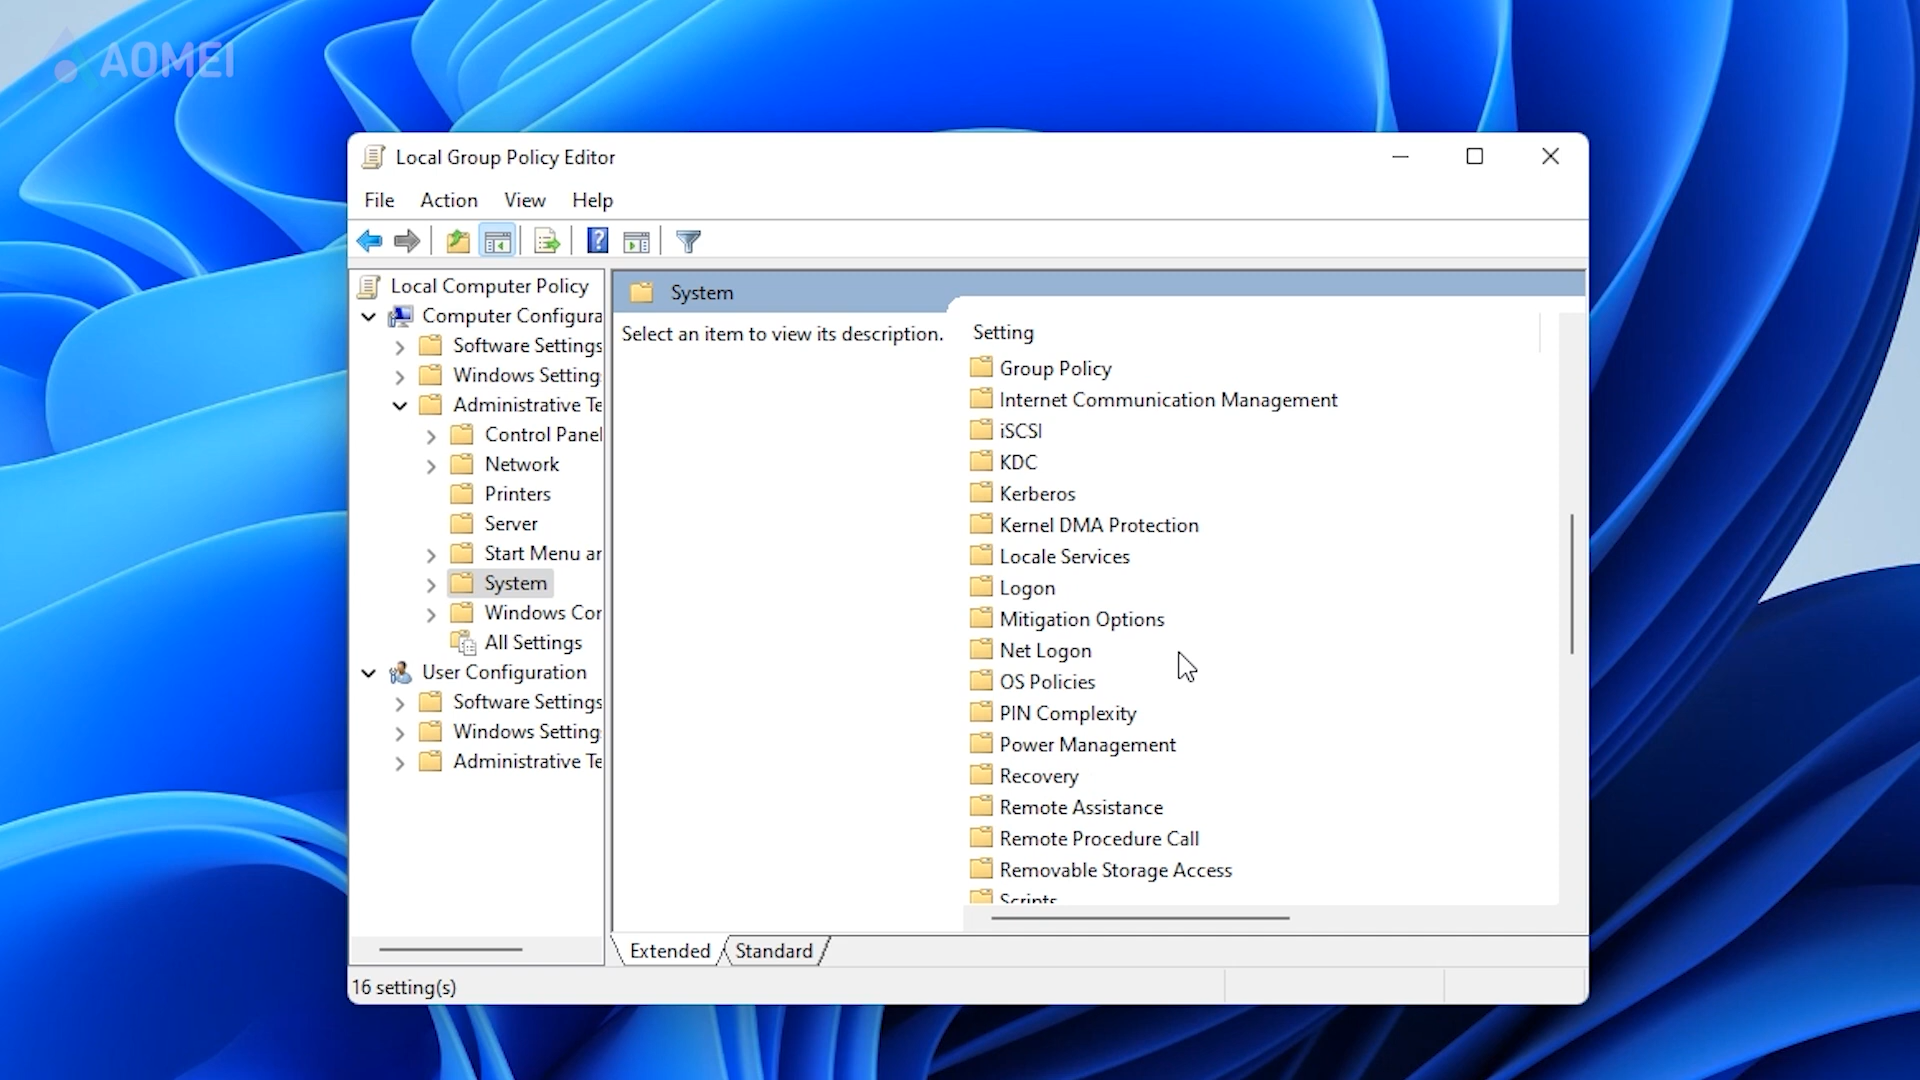 AOMEI
Local Group Policy Editor
File Action View Help
Local Computer Policy
Computer Configura
Software Settings
Windows Setting
Administrative Te
Control Panel
Network
Printers
Server
Start Menu ar
System
Windows Cor
All Settings
User Configuration
Software Settings
Windows Setting
Administrative Te
System
Select an item to view its description.
Setting
Group Policy
Internet Communication Management
iSCSI
KDC
Kerberos
Kernel DMA Protection
Locale Services
Logon
Mitigation Options
Net Logon
OS Policies
PIN Complexity
Power Management
Recovery
Remote Assistance
Remote Procedure Call
Removable Storage Access
Scripts
Extended Standard
16 setting(s)